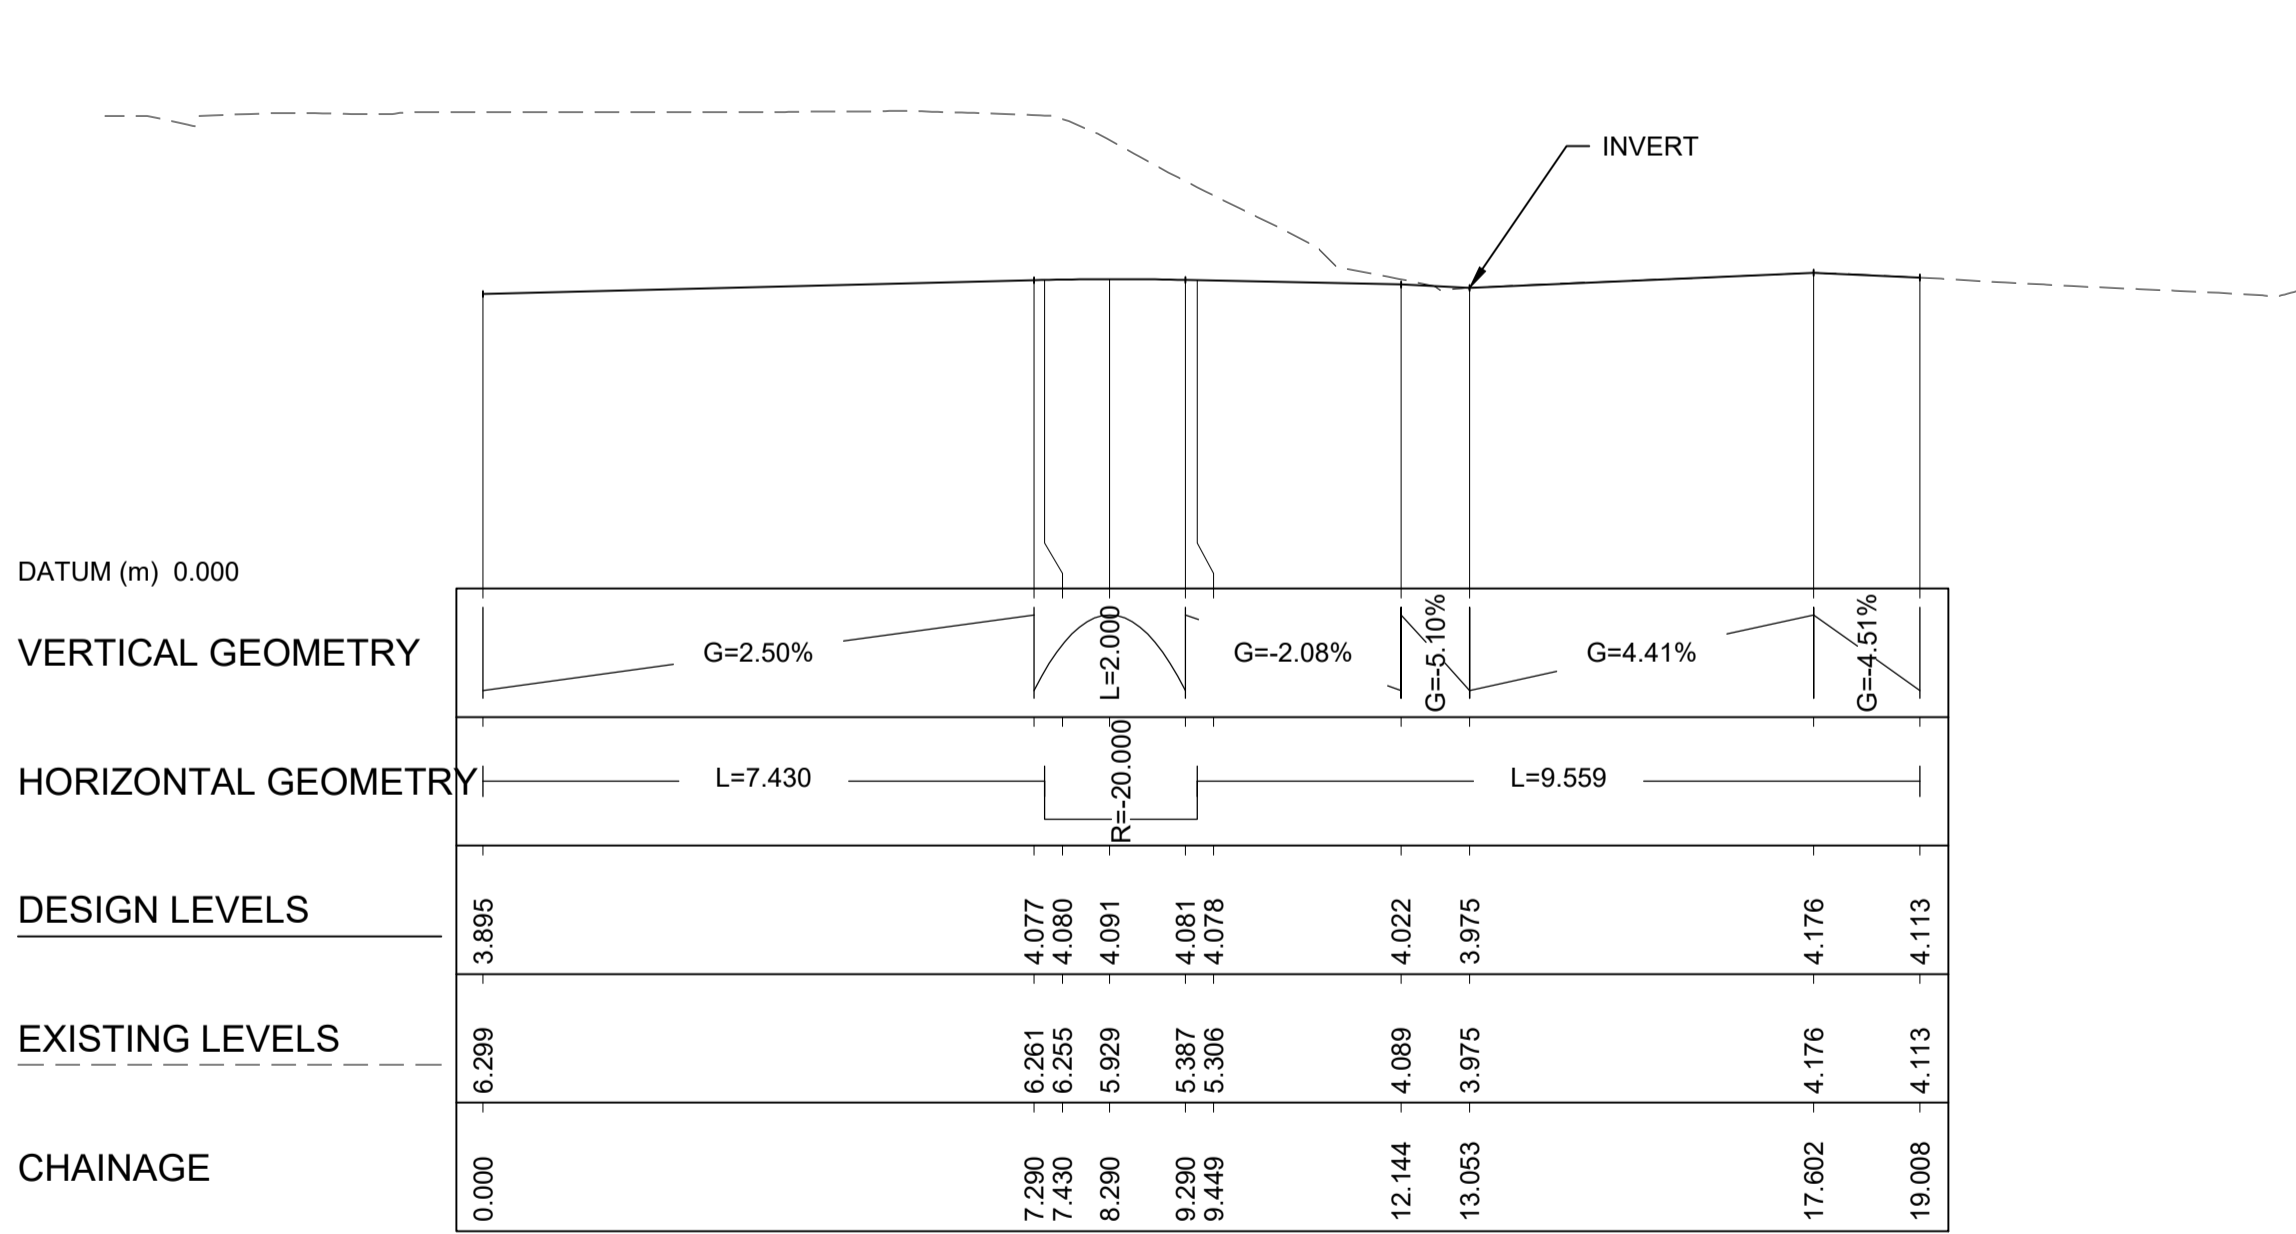 INVERT
DATUM (m) 0.000
VERTICAL GEOMETRY
G=2.50%
L=2.000
G=-2.08%
G=-5.10%
G=4.41%
G=-4.51%
HORIZONTAL GEOMETRY
L=7.430
R=-20.000
L=9.559
DESIGN LEVELS
3.895
4.077
4.080
4.091
4.081
4.078
4.022
3.975
4.176
4.113
EXISTING LEVELS
6.299
6.261
6.255
5.929
5.387
5.306
4.089
3.975
4.176
4.113
CHAINAGE
0.000
7.290
7.430
8.290
9.290
9.449
12.144
13.053
17.602
19.008